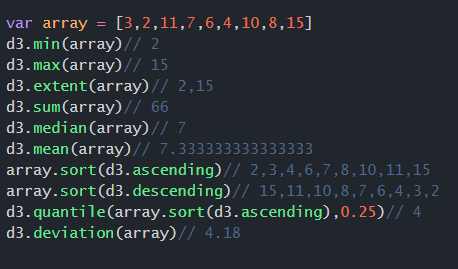 var array = [3,2,11,7,6,4,10,8,15]
d3.min(array)// 2
d3.max(array)// 15
d3.extent(array)// 2,15
d3.sum(array)// 66
d3.median(array)// 7
d3.mean(array)// 7.333333333333333
array.sort(d3.ascending)// 2,3,4,6,7,8,10,11,15
array.sort(d3.descending)// 15,11,10,8,7,6,4,3,2
d3.quantile(array.sort(d3.ascending),0.25)// 4
d3.deviation(array)// 4.18